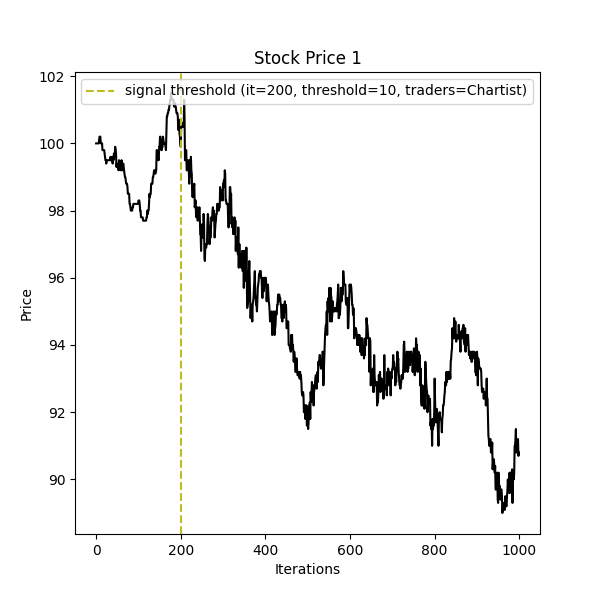 Stock Price 1
signal threshold (it=200, threshold=10, traders=Chartist)
102
100
98
96
94
92
90
Price
0 200 400 600 800 1000
Iterations